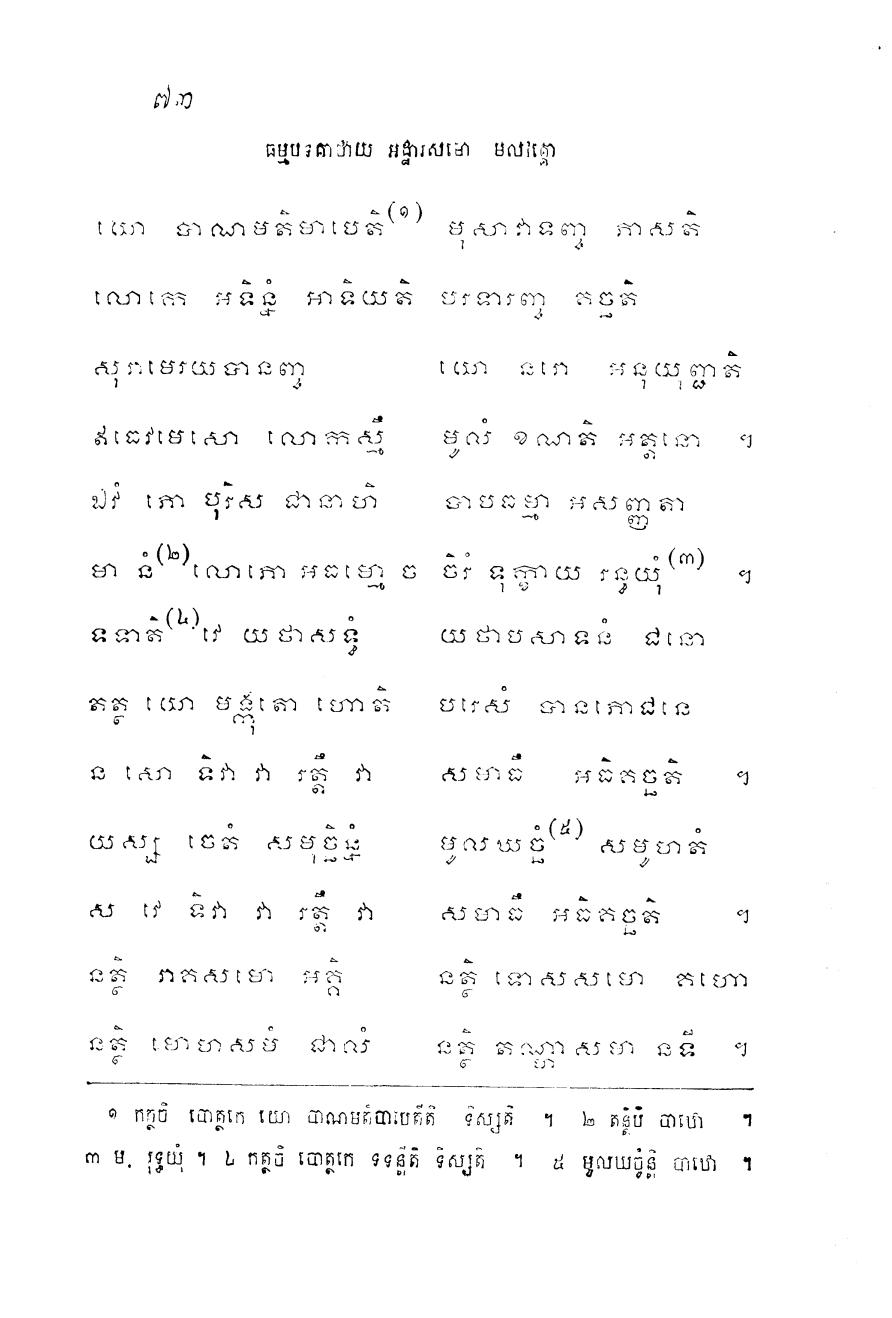 ៧៣
ធម្មបទគាថាយ អដ្ឋារសមោ មលវគ្គោ
យោ បាណមតិមាបេតិ(១) មុសាវាទញ្ច ភាសតិ
លោកេ អទិន្នំ អាទិយតិ បរទារញ្ច គច្ឆតិ
សុរាមេរយបានញ្ច យោ នរោ អនុយុញ្ជតិ
ឥធេវមេសោ លោកស្មឹ មូលំ ខណតិ អត្តនោ ។
ឯវំ ភោ បុរិស ជានាហិ បាបធម្មា អសញ្ញតា
មា នំ(២) លោភោ អធម្មោ ច ចិរំ ទុក្ខាយ រន្ធយុំ(៣) ។
ទទាតិ(៤) វេ យថាសទ្ធំ យថាបសាទនំ ជនោ
តត្ថ យោ មង្កុតោ ហោតិ បរេសំ បានភោជនេ
ន សោ ទិវា វា រត្តឹ វា សមាធឹ អធិគច្ឆតិ ។
យស្ស ចេតំ សមុច្ឆិន្នំ មូលឃច្ចំ(៥) សមូហតំ
ស វេ ទិវា វា រត្តឹ វា សមាធឹ អធិគច្ឆតិ ។
នត្ថិ រាគសមោ អគ្គិ នត្ថិ ទោសសមោ គហោ
នត្ថិ មោហសមំ ជាលំ នត្ថិ តណ្ហាសមា នទី ។
១ កត្ថចិ បោត្ថកេ យោ បាណមតិបាបេតីតិ ទិស្សតិ ។ ២ តន្តិបិ បាឋោ ។
៣ ម. រុទ្ធយុំ ។ ៤ កត្ថចិ បោត្ថកេ ទទន្តីតិ ទិស្សតិ ។ ៥ មូលឃច្ឆំន្តិ បាឋោ ។